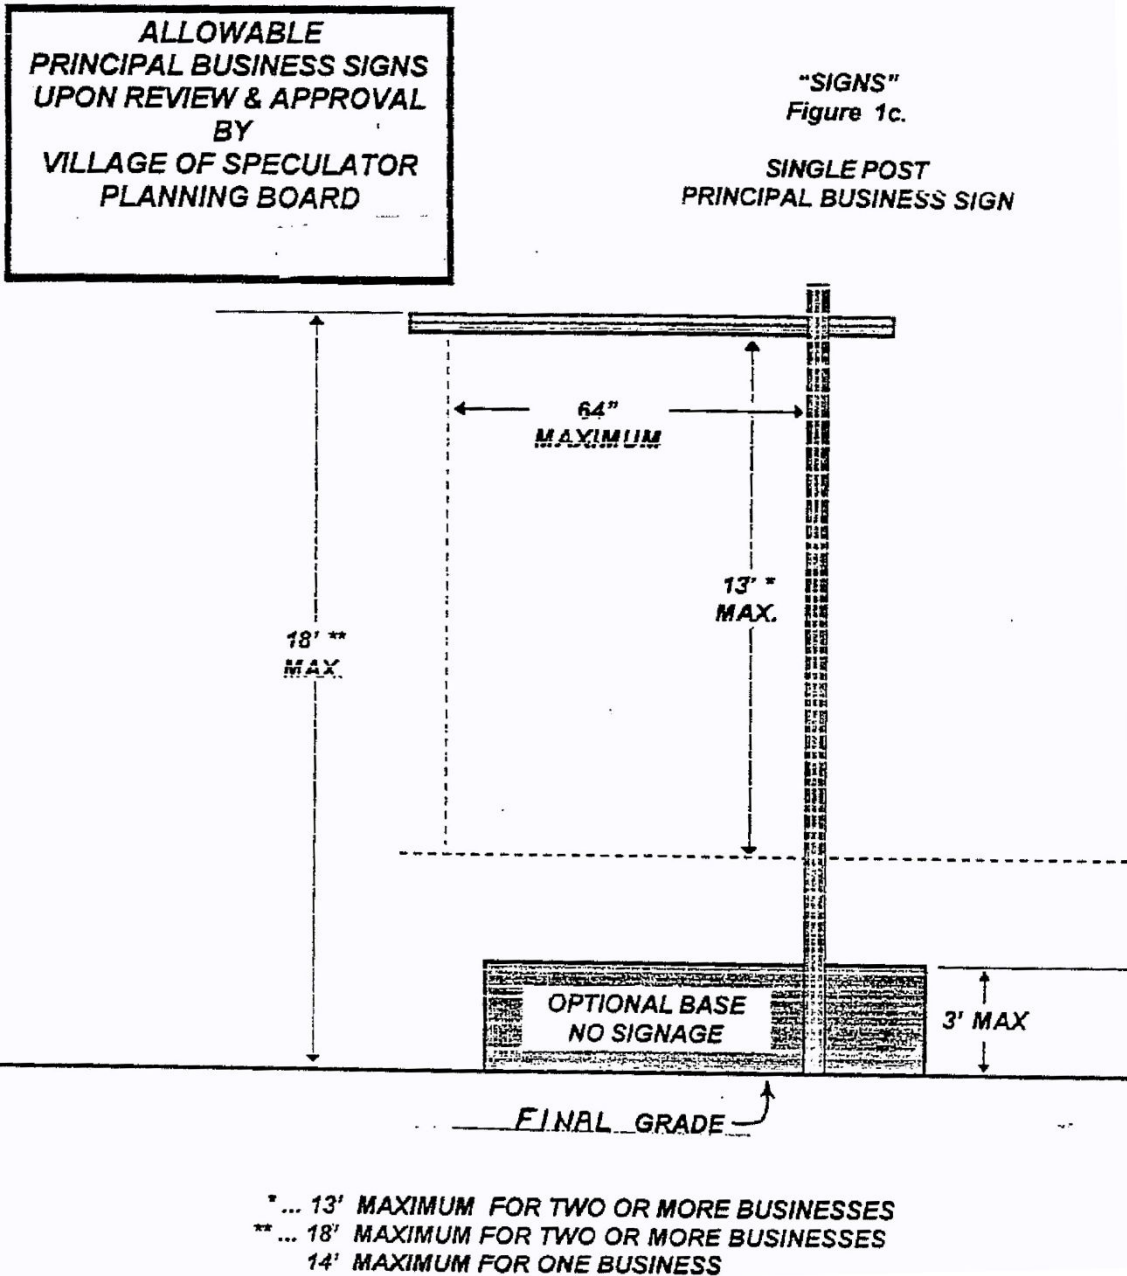 ALLOWABLE
PRINCIPAL BUSINESS SIGNS
UPON REVIEW & APPROVAL
BY
VILLAGE OF SPECULATOR
PLANNING BOARD
"SIGNS"
Figure 1c.
SINGLE POST
PRINCIPAL BUSINESS SIGN
64"
MAXIMUM
13' *
MAX.
18' **
MAX.
OPTIONAL BASE
NO SIGNAGE
3' MAX
FINAL GRADE
* ... 13' MAXIMUM FOR TWO OR MORE BUSINESSES
** ... 18' MAXIMUM FOR TWO OR MORE BUSINESSES
14' MAXIMUM FOR ONE BUSINESS